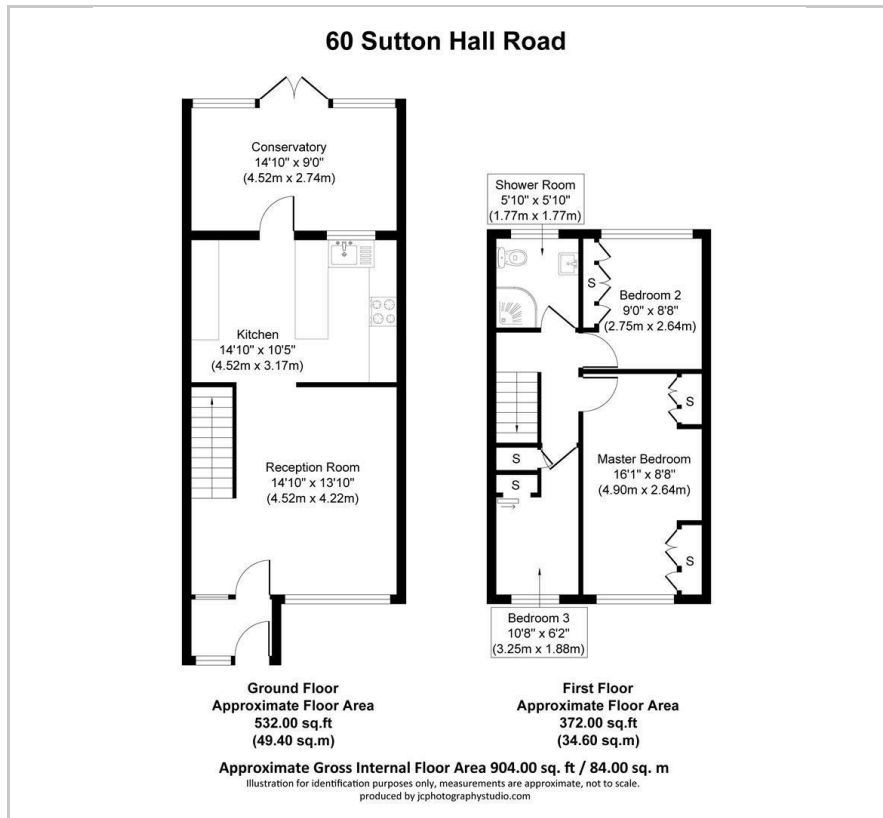 60 Sutton Hall Road
Conservatory
14'10" x 9'0"
(4.52m x 2.74m)
Kitchen
14'10" x 10'5"
(4.52m x 3.17m)
Reception Room
14'10" x 13'10"
(4.52m x 4.22m)
Shower Room
5'10" x 5'10"
(1.77m x 1.77m)
S
Bedroom 2
9'0" x 8'8"
(2.75m x 2.64m)
S
Master Bedroom
16'1" x 8'8"
(4.90m x 2.64m)
S
S
S
Bedroom 3
10'8" x 6'2"
(3.25m x 1.88m)
Ground Floor
Approximate Floor Area
532.00 sq.ft
(49.40 sq.m)
First Floor
Approximate Floor Area
372.00 sq.ft
(34.60 sq.m)
Approximate Gross Internal Floor Area 904.00 sq. ft / 84.00 sq. m
Illustration for identification purposes only, measurements are approximate, not to scale.
produced by jcphotographystudio.com